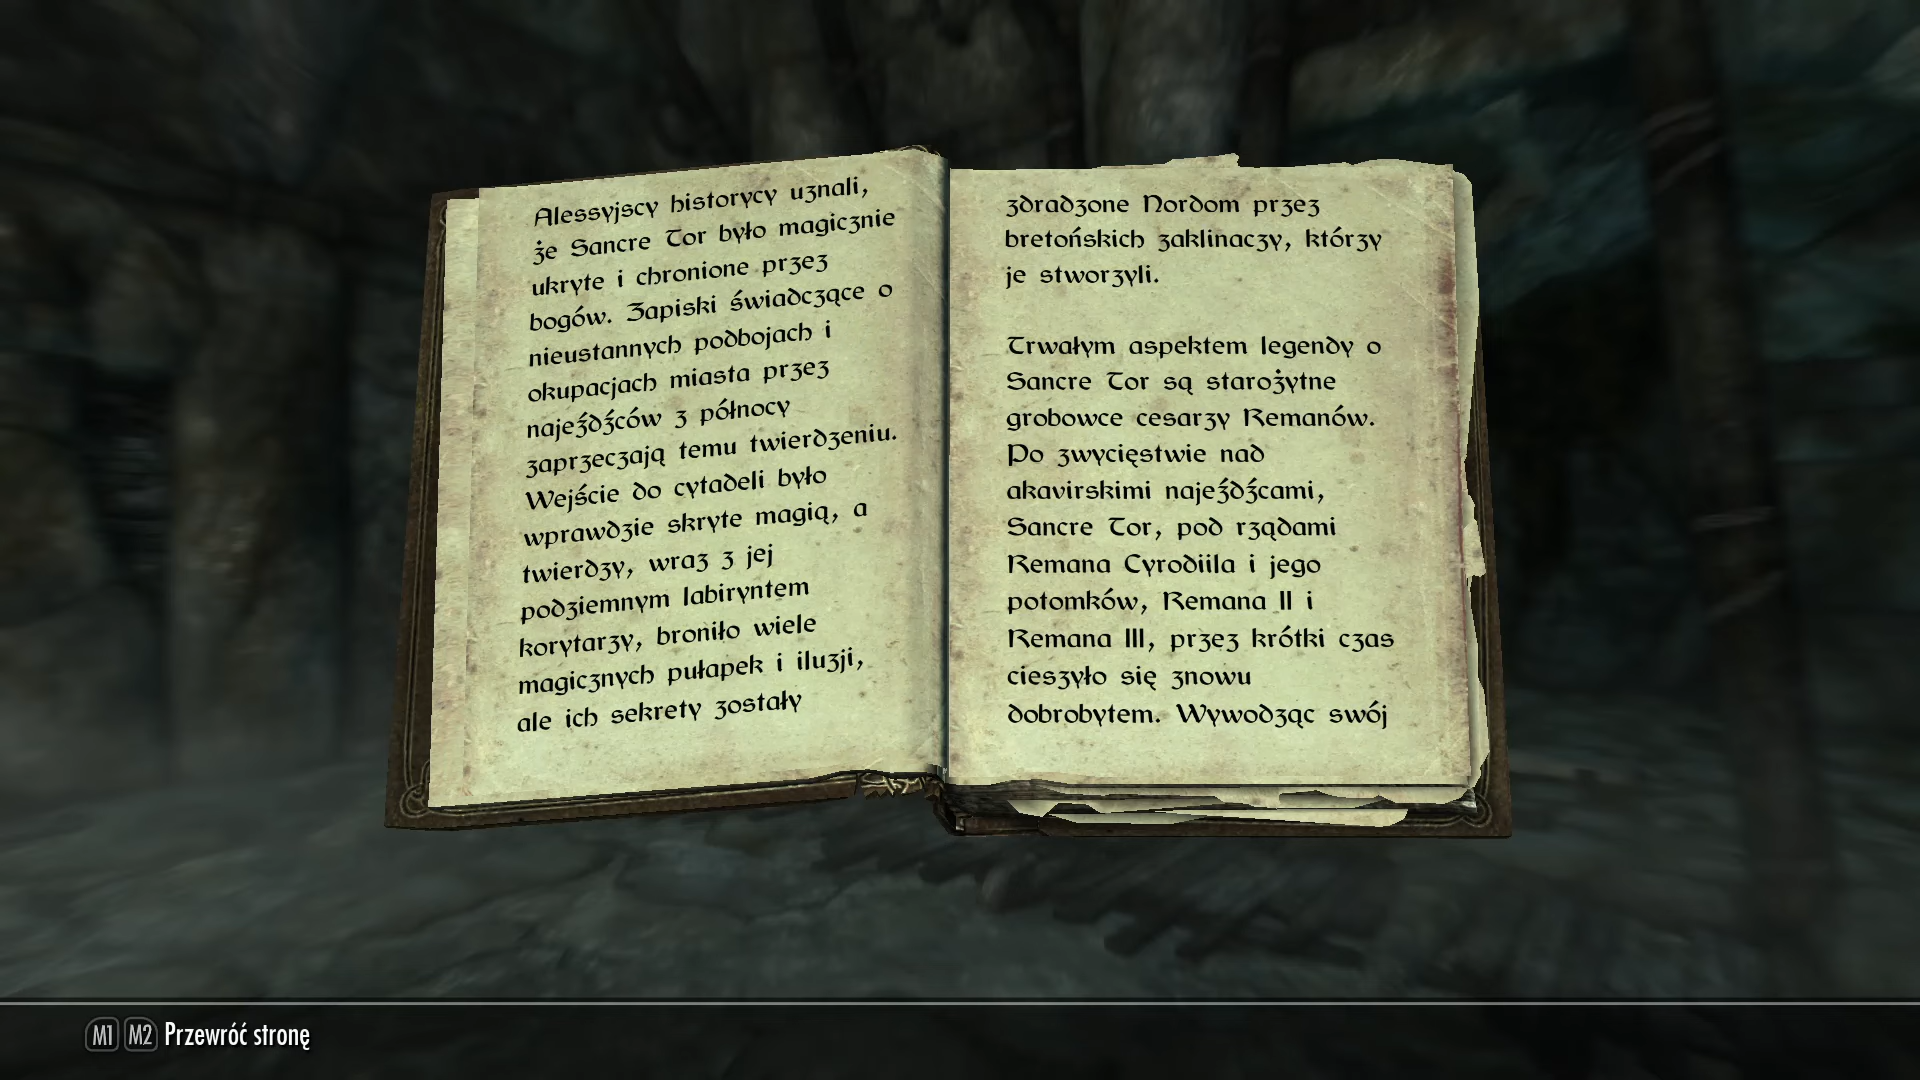 Alessyjscy historycy uznali,
że Sancre Tor było magicznie
ukryte i chronione przez
bogów. Zapiski świadczące o
nieustannych podbojach i
okupacjach miasta przez
najeźdźców z północy
zaprzeczają temu twierdzeniu.
Wejście do cytadeli było
wprawdzie skryte magią, a
twierdzy, wraz z jej
podziemnym labiryntem
korytarzy, broniło wiele
magicznych pułapek i iluzji,
ale ich sekrety zostały
zdradzone Nordom przez
bretońskich zaklinaczy, którzy
je stworzyli.
Trwałym aspektem legendy o
Sancre Tor są starożytne
grobowce cesarzy Remanów.
Po zwycięstwie nad
akavirskimi najeźdźcami,
Sancre Tor, pod rządami
Remana Cyrodiila i jego
potomków, Remana II i
Remana III, przez krótki czas
cieszyło się znowu
dobrobytem. Wywodząc swój
M1 M2 Przewróć stronę